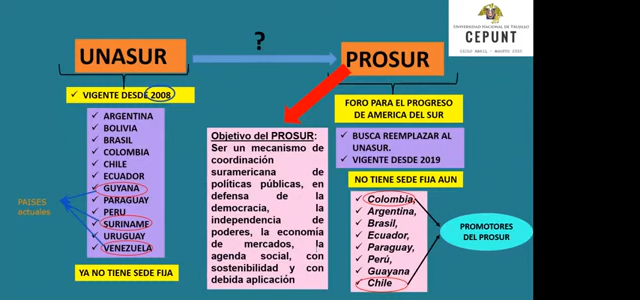 UNIVERSIDAD NACIONAL DE TRUJILLO
CEPUNT
CICLO ABRIL - AGOSTO
?
UNASUR
PROSUR
VIGENTE DESDE 2008
ARGENTINA
BOLIVIA
BRASIL
COLOMBIA
CHILE
ECUADOR
GUYANA
PARAGUAY
PERU
SURINAME
URUGUAY
VENEZUELA
PAISES
actuales
YA NO TIENE SEDE FIJA
Objetivo del PROSUR:
Ser un mecanismo de
coordinación
suramericana de
políticas públicas, en
defensa de la
democracia, la
independencia de
poderes, la economía
de mercados, la
agenda social, con
sostenibilidad y con
debida aplicación
FORO PARA EL PROGRESO
DE AMERICA DEL SUR
BUSCA REEMPLAZAR AL
UNASUR.
VIGENTE DESDE 2019
NO TIENE SEDE FIJA AUN
Colombia,
Argentina,
Brasil,
Ecuador,
Paraguay,
Perú,
Guayana
Chile
PROMOTORES
DEL PROSUR